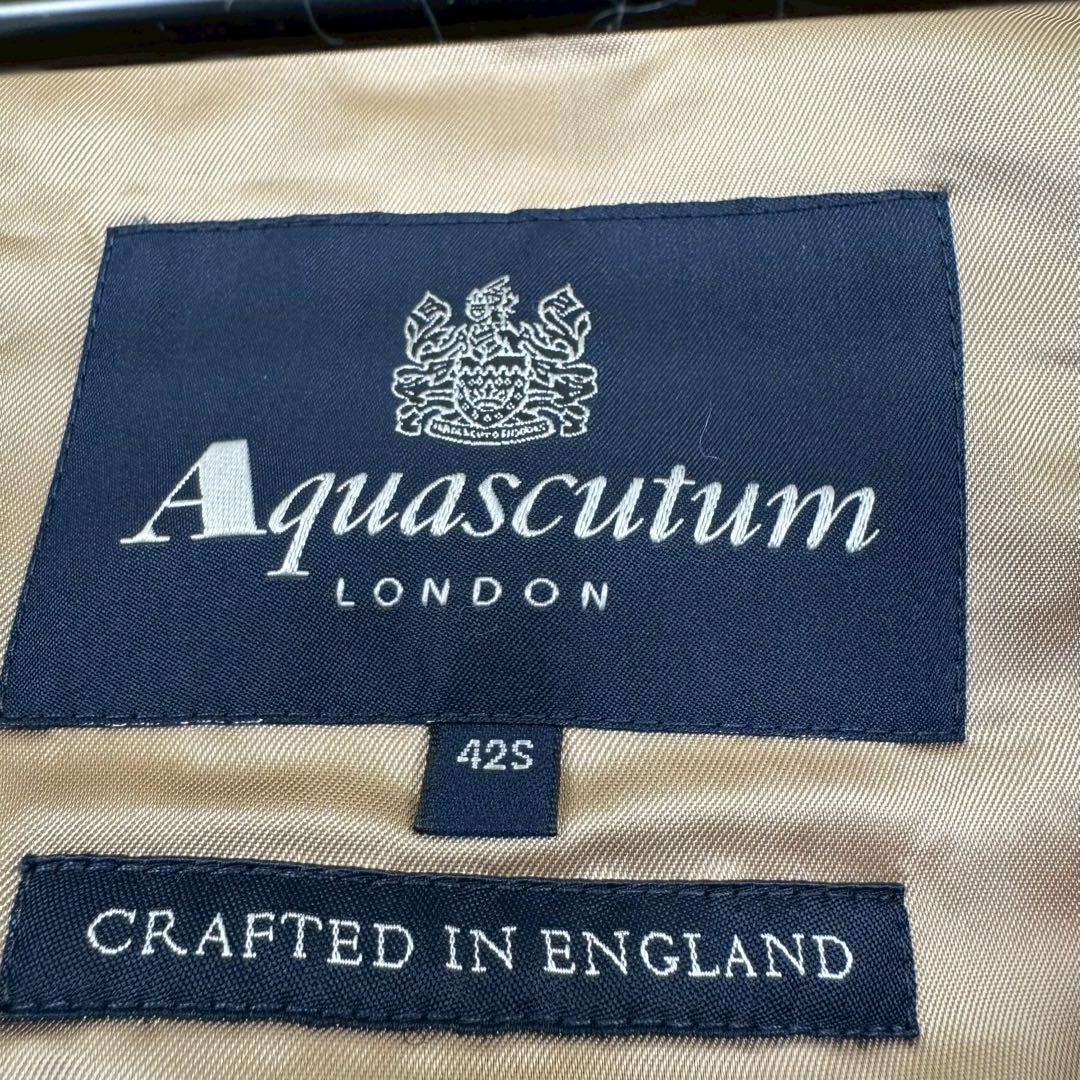 Aquascutum
LONDON
42S
CRAFTED IN ENGLAND